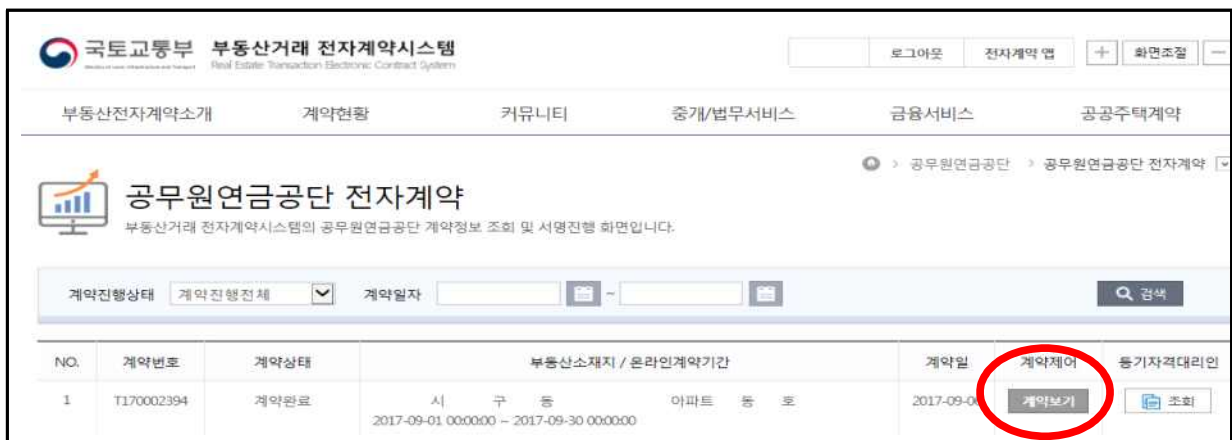 국토교통부 부동산거래 전자계약시스템
Real Estate Transaction Electronic Contract System
로그아웃 전자계약 앱 + 화면조절 −
부동산전자계약소개 계약현황 커뮤니티 중개/법무서비스 금융서비스 공공주택계약
> 공무원연금공단 > 공무원연금공단 전자계약
공무원연금공단 전자계약
부동산거래 전자계약시스템의 공무원연금공단 계약정보 조회 및 서명진행 화면입니다.
계약진행상태 계약진행전체 계약일자 ~ 검색
NO. 계약번호 계약상태 부동산소재지 / 온라인계약기간 계약일 계약제어 등기자격대리인
1 T170002394 계약완료 시 구 동 아파트 동 호 계약보기 조회
2017-09-01 00:00:00 ~ 2017-09-30 00:00:00